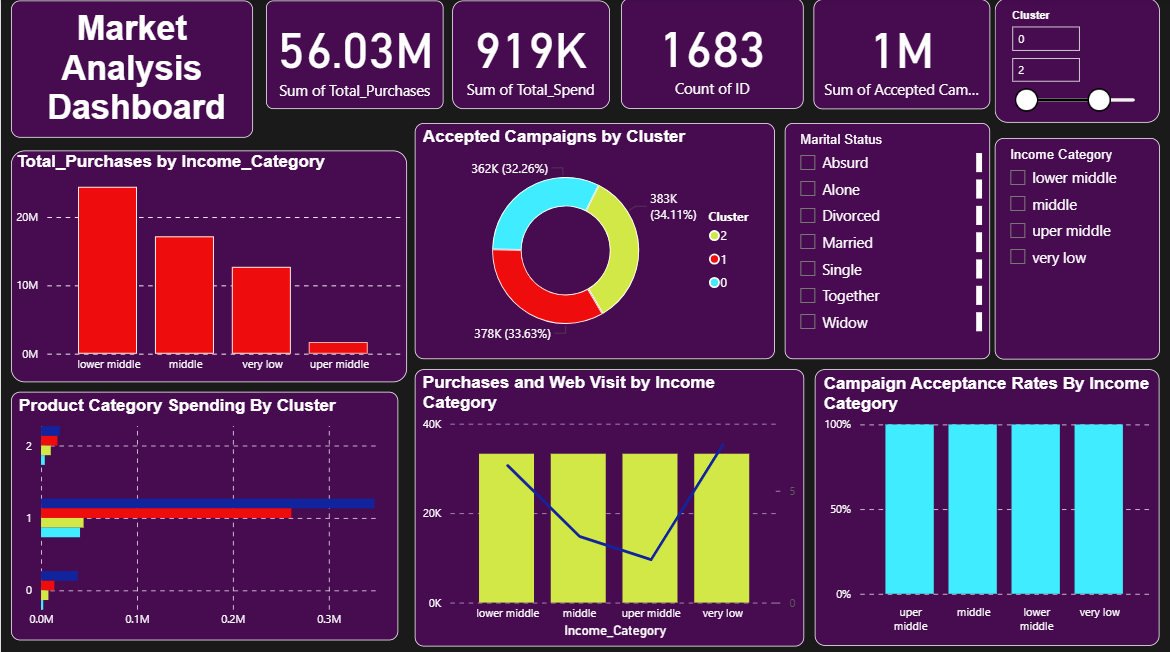 Market
Analysis
Dashboard
56.03M
Sum of Total_Purchases
919K
Sum of Total_Spend
1683
Count of ID
1M
Sum of Accepted Cam...
Cluster
0
2
Total_Purchases by Income_Category
20M
10M
0M
lower middle
middle
very low
uper middle
Accepted Campaigns by Cluster
362K (32.26%)
383K
(34.11%)
378K (33.63%)
Cluster
2
1
0
Marital Status
Absurd
Alone
Divorced
Married
Single
Together
Widow
Income Category
lower middle
middle
uper middle
very low
Product Category Spending By Cluster
2
1
0
0.0M
0.1M
0.2M
0.3M
Purchases and Web Visit by Income
Category
40K
20K
0K
5
0
lower middle
middle
uper middle
very low
Income_Category
Campaign Acceptance Rates By Income
Category
100%
50%
0%
uper
middle
middle
lower
middle
very low